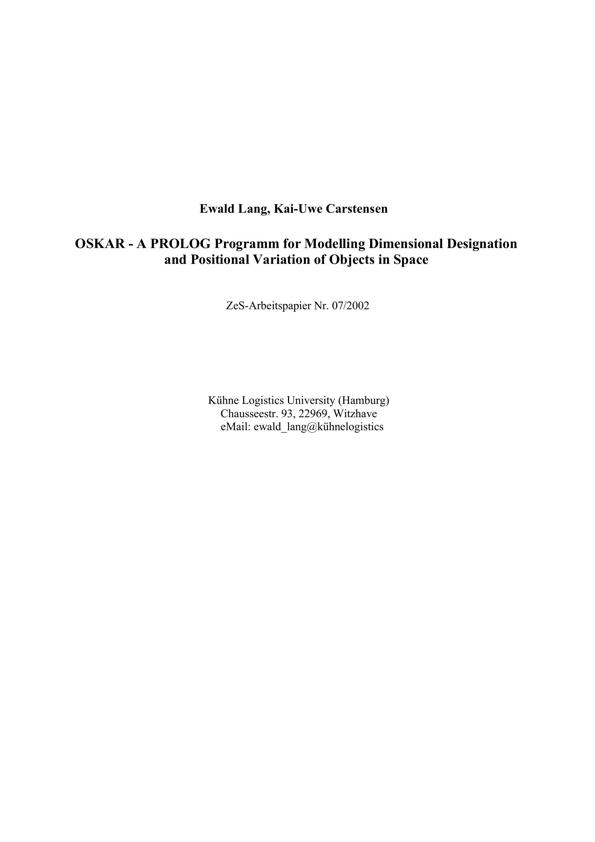 Ewald Lang, Kai-Uwe Carstensen
OSKAR - A PROLOG Programm for Modelling Dimensional Designation
and Positional Variation of Objects in Space
ZeS-Arbeitspapier Nr. 07/2002
Kühne Logistics University (Hamburg)
Chausseestr. 93, 22969, Witzhave
eMail: ewald_lang@kühnelogistics